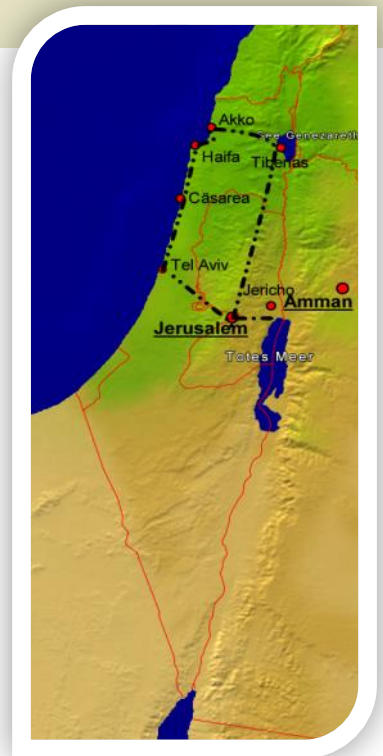 Akko
See Genezareth
Haifa
Tiberias
Cäsarea
Tel Aviv
Jericho
Amman
Jerusalem
Totes Meer